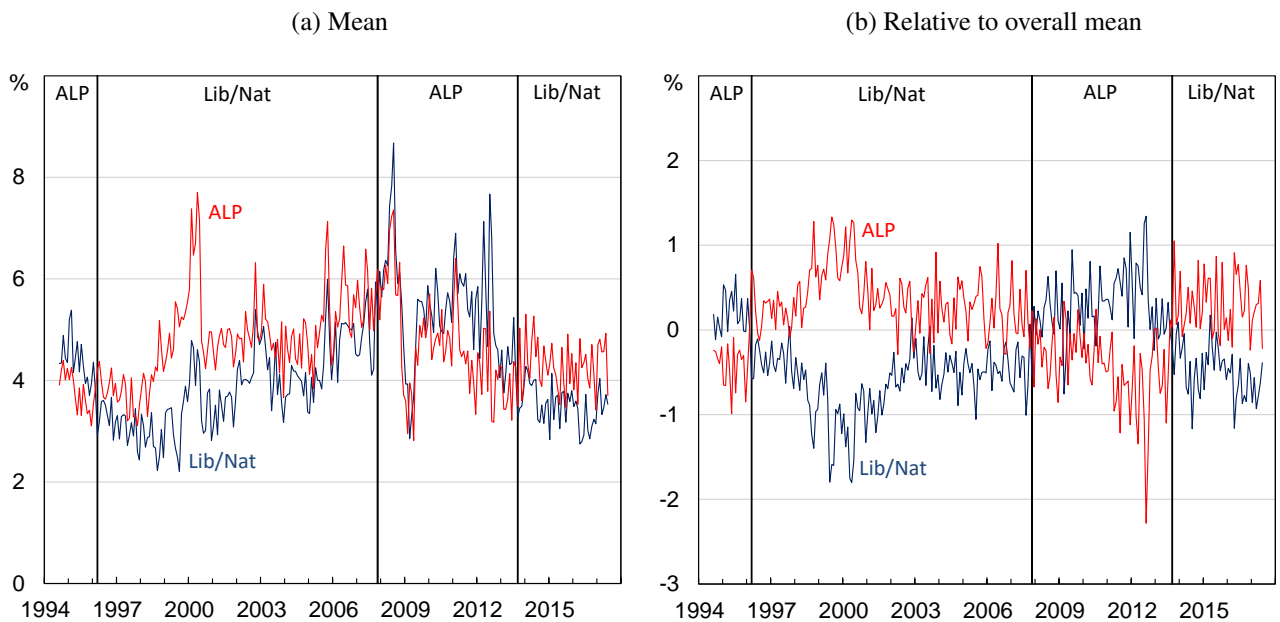 (a) Mean
(b) Relative to overall mean
%
ALP
Lib/Nat
ALP
Lib/Nat
8
6
4
2
0
ALP
Lib/Nat
1994
1997
2000
2003
2006
2009
2012
2015
%
ALP
Lib/Nat
ALP
Lib/Nat
2
1
0
-1
-2
-3
ALP
Lib/Nat
1994
1997
2000
2003
2006
2009
2012
2015